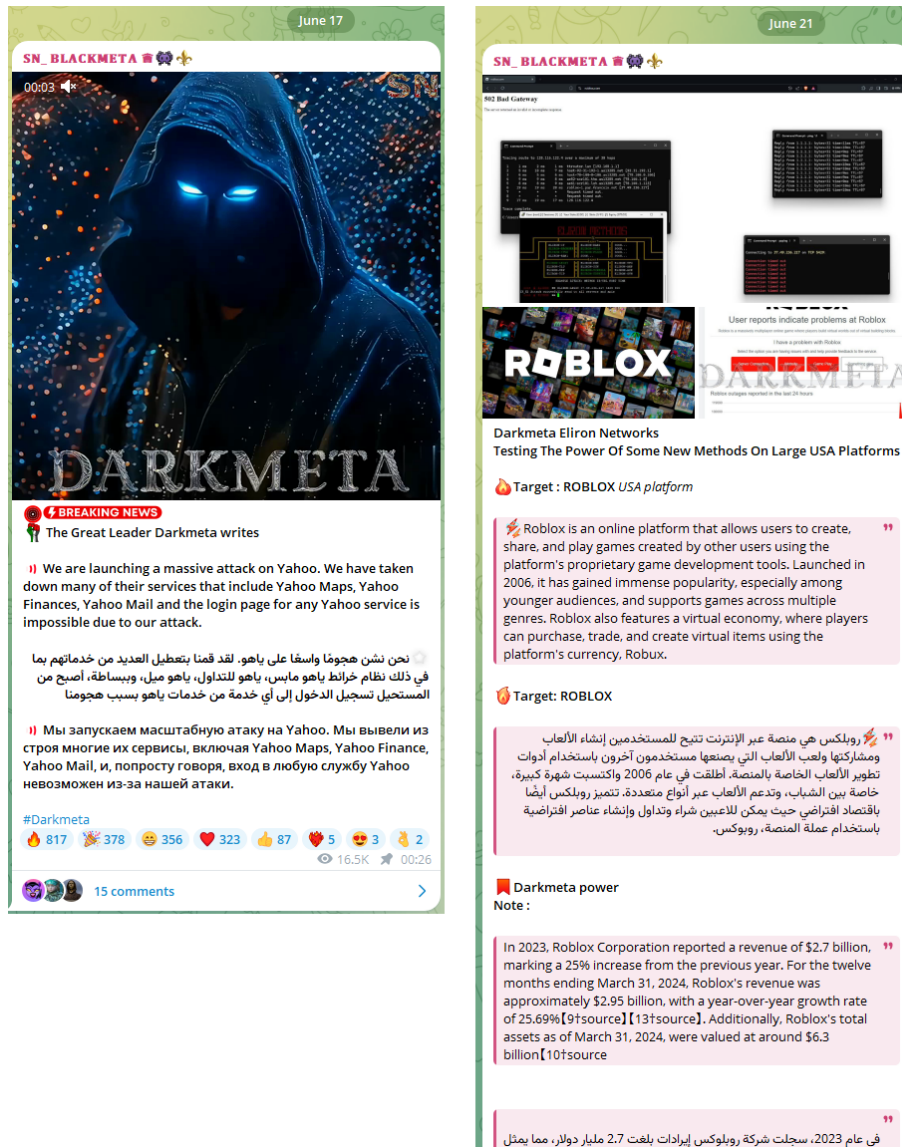 June 17
SN_BLACKMETA
00:03
SN
DARKMETA
BREAKING NEWS
The Great Leader Darkmeta writes
We are launching a massive attack on Yahoo. We have taken
down many of their services that include Yahoo Maps, Yahoo
Finances, Yahoo Mail and the login page for any Yahoo service is
impossible due to our attack.
نحن نشن هجومًا واسعًا على ياهو. لقد قمنا بتعطيل العديد من خدماتهم بما
في ذلك نظام خرائط ياهو مابس، ياهو للتداول، ياهو ميل، وببساطة، أصبح من
المستحيل تسجيل الدخول إلى أي خدمة من خدمات ياهو بسبب هجومنا
Мы запускаем масштабную атаку на Yahoo. Мы вывели из
строя многие их сервисы, включая Yahoo Maps, Yahoo Finance,
Yahoo Mail, и, попросту говоря, вход в любую службу Yahoo
невозможен из-за нашей атаки.
#Darkmeta
817 378 356 323 87 5 3 2
16.5K 00:26
15 comments
June 21
SN_BLACKMETA
502 Bad Gateway
ELIRON METHODS
ROBLOX
User reports indicate problems at Roblox
I have a problem with Roblox
DARKMETA
Roblox outages reported in the last 24 hours
Darkmeta Eliron Networks
Testing The Power Of Some New Methods On Large USA Platforms
Target : ROBLOX USA platform
Roblox is an online platform that allows users to create,
share, and play games created by other users using the
platform's proprietary game development tools. Launched in
2006, it has gained immense popularity, especially among
younger audiences, and supports games across multiple
genres. Roblox also features a virtual economy, where players
can purchase, trade, and create virtual items using the
platform's currency, Robux.
Target: ROBLOX
روبلكس هي منصة عبر الإنترنت تتيح للمستخدمين إنشاء الألعاب
ومشاركتها ولعب الألعاب التي يصنعها مستخدمون آخرون باستخدام أدوات
تطوير الألعاب الخاصة بالمنصة. أطلقت في عام 2006 واكتسبت شهرة كبيرة،
خاصة بين الشباب، وتدعم الألعاب عبر أنواع متعددة. تتميز روبلكس أيضًا
باقتصاد افتراضي حيث يمكن للاعبين شراء وتداول وإنشاء عناصر افتراضية
باستخدام عملة المنصة، روبوكس.
Darkmeta power
Note :
In 2023, Roblox Corporation reported a revenue of $2.7 billion,
marking a 25% increase from the previous year. For the twelve
months ending March 31, 2024, Roblox's revenue was
approximately $2.95 billion, with a year-over-year growth rate
of 25.69%【9†source】【13†source】. Additionally, Roblox's total
assets as of March 31, 2024, were valued at around $6.3
billion【10†source
في عام 2023، سجلت شركة روبلوكس إيرادات بلغت 2.7 مليار دولار، مما يمثل